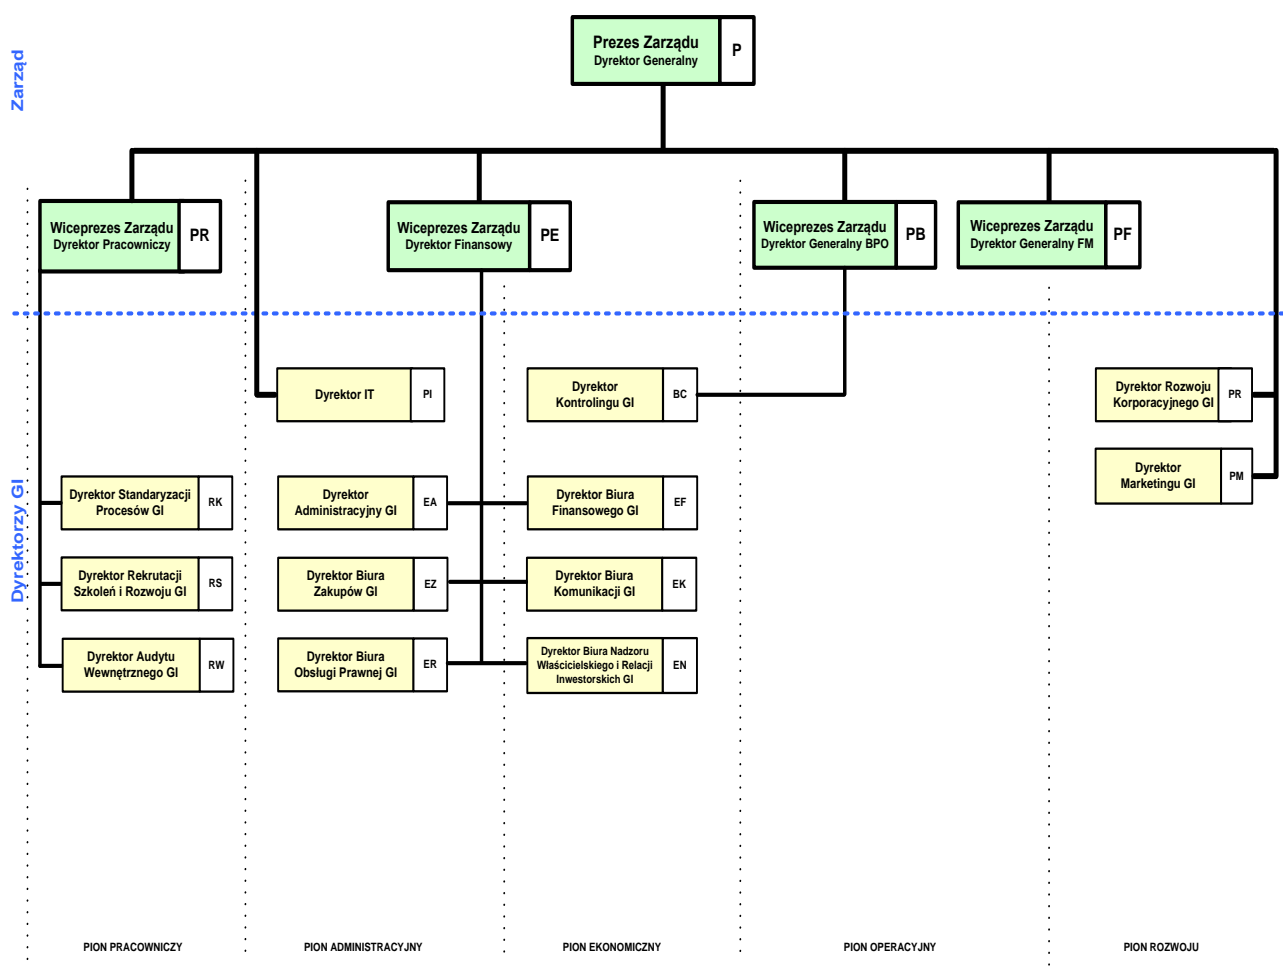 Zarząd
Prezes Zarządu
Dyrektor Generalny
P
Wiceprezes Zarządu
Dyrektor Pracowniczy
PR
Wiceprezes Zarządu
Dyrektor Finansowy
PE
Wiceprezes Zarządu
Dyrektor Generalny BPO
PB
Wiceprezes Zarządu
Dyrektor Generalny FM
PF
Dyrektorzy GI
Dyrektor IT
PI
Dyrektor
Kontrolingu GI
BC
Dyrektor Rozwoju
Korporacyjnego GI
PR
Dyrektor
Marketingu GI
PM
Dyrektor Standaryzacji
Procesów GI
RK
Dyrektor
Administracyjny GI
EA
Dyrektor Biura
Finansowego GI
EF
Dyrektor Rekrutacji
Szkoleń i Rozwoju GI
RS
Dyrektor Biura
Zakupów GI
EZ
Dyrektor Biura
Komunikacji GI
EK
Dyrektor Audytu
Wewnętrznego GI
RW
Dyrektor Biura
Obsługi Prawnej GI
ER
Dyrektor Biura Nadzoru
Właścicielskiego i Relacji
Inwestorskich GI
EN
PION PRACOWNICZY
PION ADMINISTRACYJNY
PION EKONOMICZNY
PION OPERACYJNY
PION ROZWOJU